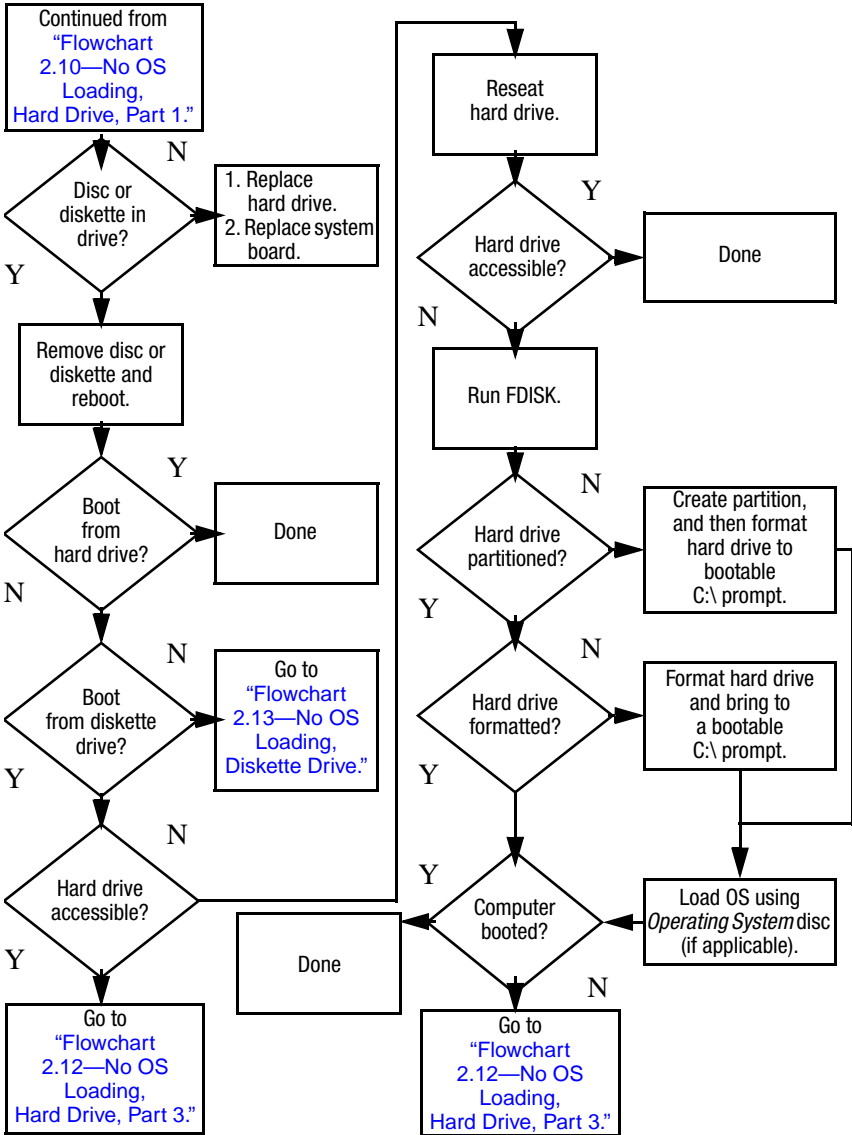 Continued from
“Flowchart
2.10—No OS
Loading,
Hard Drive, Part 1.”
N
Disc or
diskette in
drive?
1. Replace
hard drive.
2. Replace system
board.
Y
Remove disc or
diskette and
reboot.
Y
Boot
from
hard drive?
Done
N
N
Boot
from diskette
drive?
Go to
“Flowchart
2.13—No OS
Loading,
Diskette Drive.”
Y
N
Hard drive
accessible?
Y
Go to
“Flowchart
2.12—No OS
Loading,
Hard Drive, Part 3.”
Reseat
hard drive.
Y
Hard drive
accessible?
Done
N
Run FDISK.
N
Hard drive
partitioned?
Create partition,
and then format
hard drive to
bootable
C:\ prompt.
Y
N
Hard drive
formatted?
Format hard drive
and bring to
a bootable
C:\ prompt.
Y
Y
Computer
booted?
Load OS using
Operating System disc
(if applicable).
Done
N
Go to
“Flowchart
2.12—No OS
Loading,
Hard Drive, Part 3.”